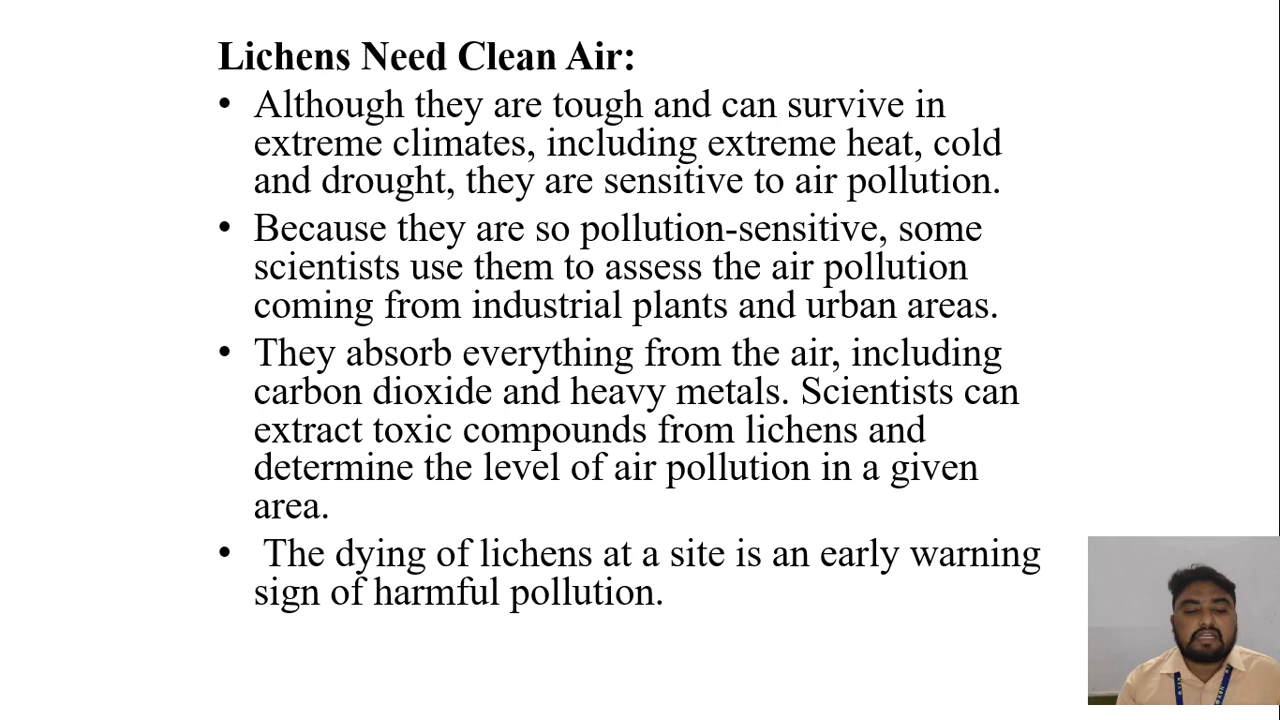 Lichens Need Clean Air:
• Although they are tough and can survive in
extreme climates, including extreme heat, cold
and drought, they are sensitive to air pollution.
• Because they are so pollution-sensitive, some
scientists use them to assess the air pollution
coming from industrial plants and urban areas.
• They absorb everything from the air, including
carbon dioxide and heavy metals. Scientists can
extract toxic compounds from lichens and
determine the level of air pollution in a given
area.
• The dying of lichens at a site is an early warning
sign of harmful pollution.